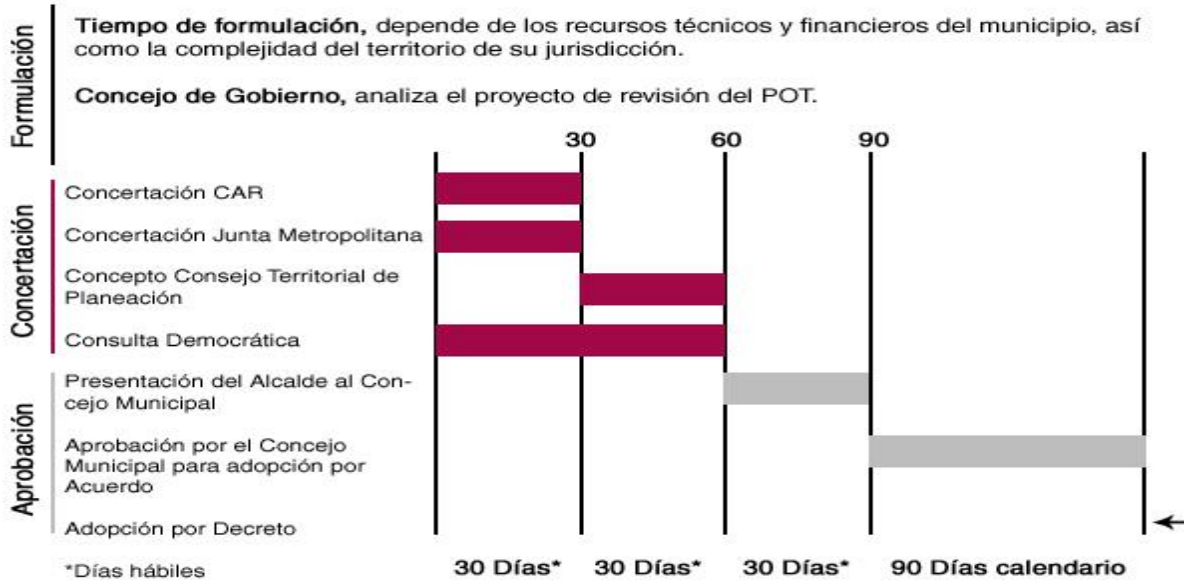 Formulación
Tiempo de formulación, depende de los recursos técnicos y financieros del municipio, así
como la complejidad del territorio de su jurisdicción.
Concejo de Gobierno, analiza el proyecto de revisión del POT.
30 60 90
Concertación
Concertación CAR
Concertación Junta Metropolitana
Concepto Consejo Territorial de
Planeación
Consulta Democrática
Aprobación
Presentación del Alcalde al Con-
cejo Municipal
Aprobación por el Concejo
Municipal para adopción por
Acuerdo
Adopción por Decreto
*Días hábiles
30 Días* 30 Días* 30 Días* 90 Días calendario